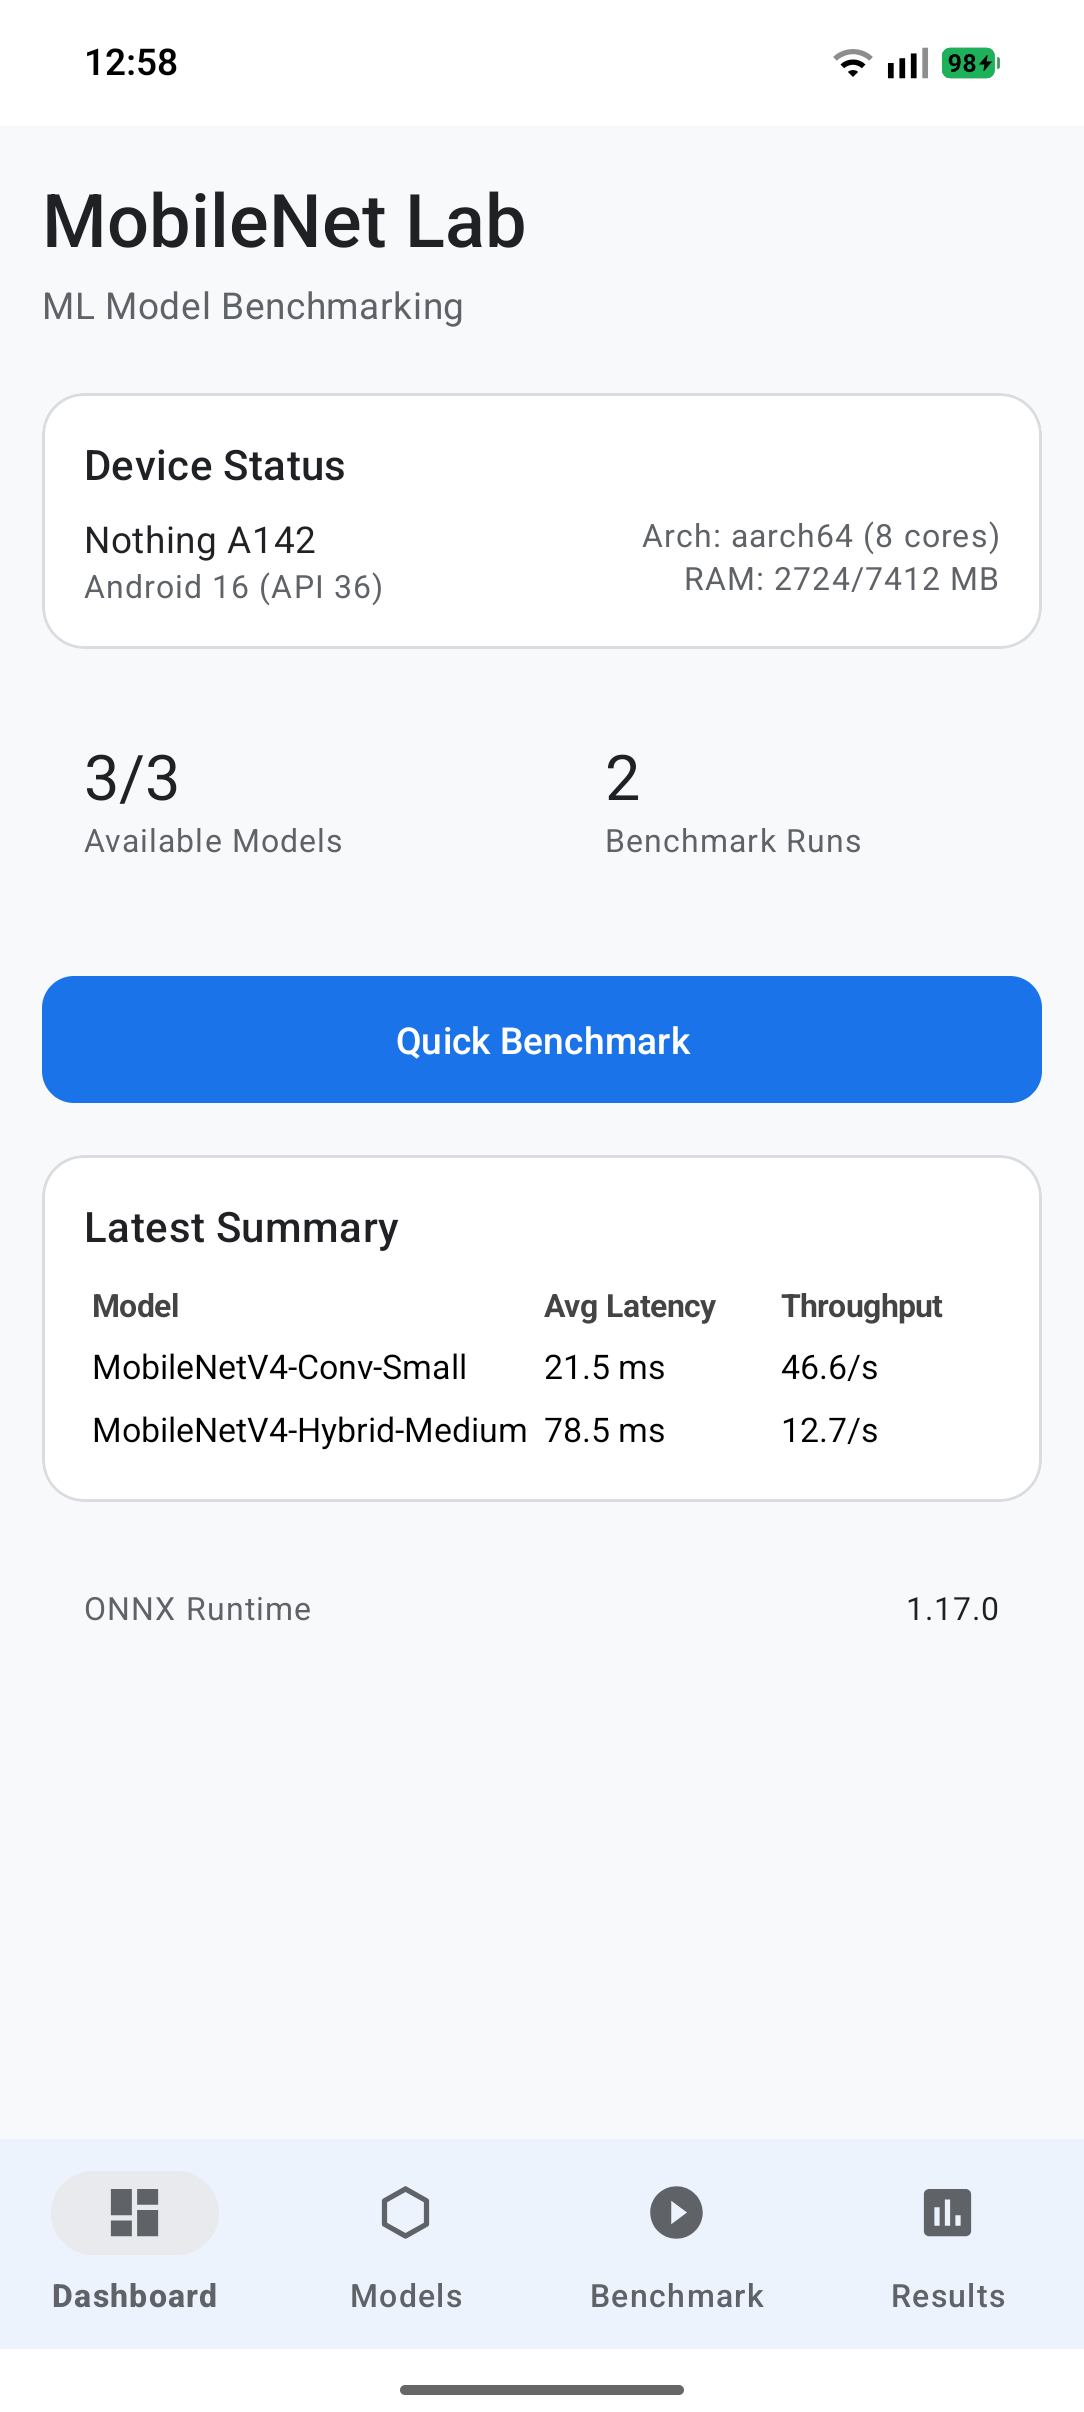 12:58
98
MobileNet Lab
ML Model Benchmarking
Device Status
Nothing A142
Arch: aarch64 (8 cores)
Android 16 (API 36)
RAM: 2724/7412 MB
3/3
2
Available Models
Benchmark Runs
Quick Benchmark
Latest Summary
Model Avg Latency Throughput
MobileNetV4-Conv-Small 21.5 ms 46.6/s
MobileNetV4-Hybrid-Medium 78.5 ms 12.7/s
ONNX Runtime 1.17.0
Dashboard Models Benchmark Results